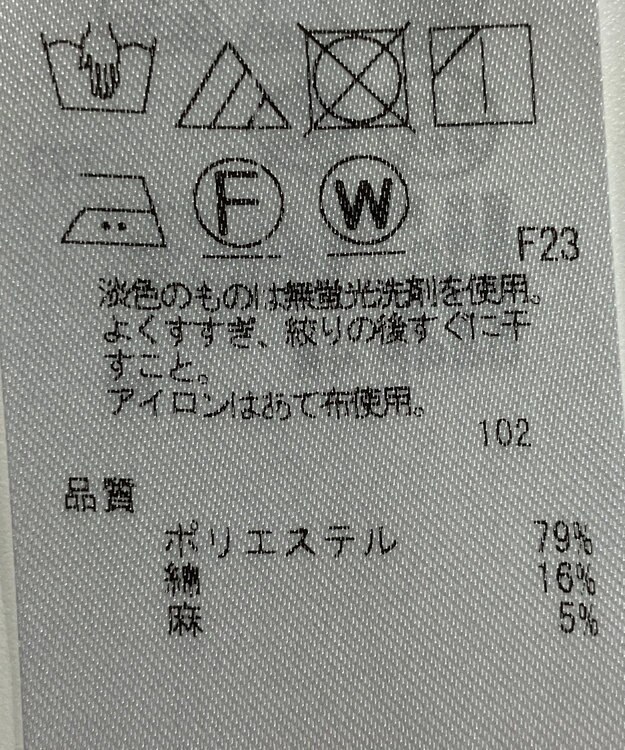 F
W
F23
淡色のものは無蛍光洗剤を使用。
よくすすぎ、絞りの後すぐに干
すこと。
アイロンはあて布使用。
102
品質
ポリエステル 79%
綿 16%
麻 5%